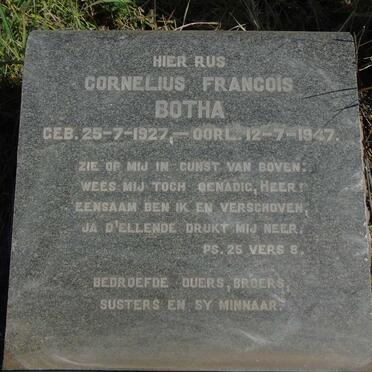 HIER RUS
CORNELIUS FRANCOIS
BOTHA
GEB. 25-7-1927, — OORL. 12-7-1947.
ZIE OP MIJ IN GUNST VAN BOVEN:
WEES MIJ TOCH GENADIG, HEER!
EENSAAM BEN IK EN VERSCHOVEN,
JA D'ELLENDE DRUKT MIJ NEER.
PS. 25 VERS 8.
BEDROEFDE OUERS, BROERS,
SUSTERS EN SY MINNAAR.